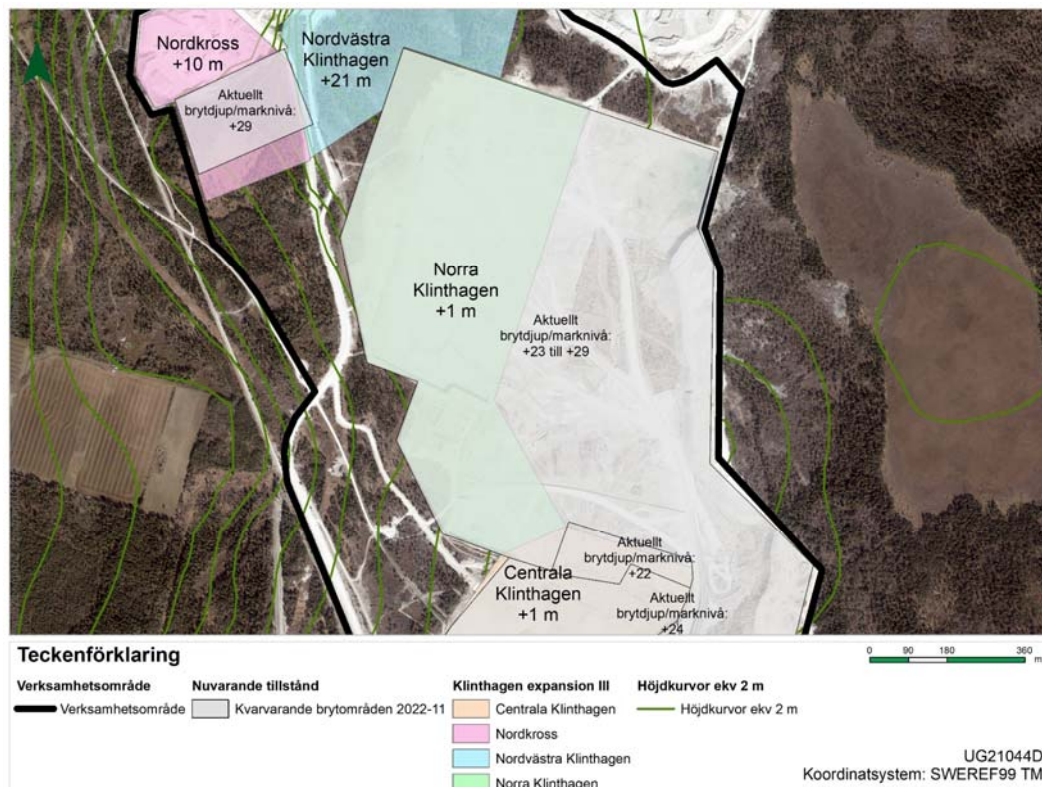 Nordkross
+10 m
Nordvästra
Klinthagen
+21 m
Aktuellt
brytdjup/marknivå:
+29
Norra
Klinthagen
+1 m
Aktuellt
brytdjup/marknivå:
+23 till +29
Aktuellt
brytdjup/marknivå:
+22
Centrala
Klinthagen
+1 m
Aktuellt
brytdjup/marknivå:
+24
Teckenförklaring
0 90 180 360
m
Verksamhetsområde
Verksamhetsområde
Nuvarande tillstånd
Kvarvarande brytområden 2022-11
Klinthagen expansion III
Centrala Klinthagen
Nordkross
Nordvästra Klinthagen
Norra Klinthagen
Höjdkurvor ekv 2 m
Höjdkurvor ekv 2 m
UG21044D
Koordinatsystem: SWEREF99 TM